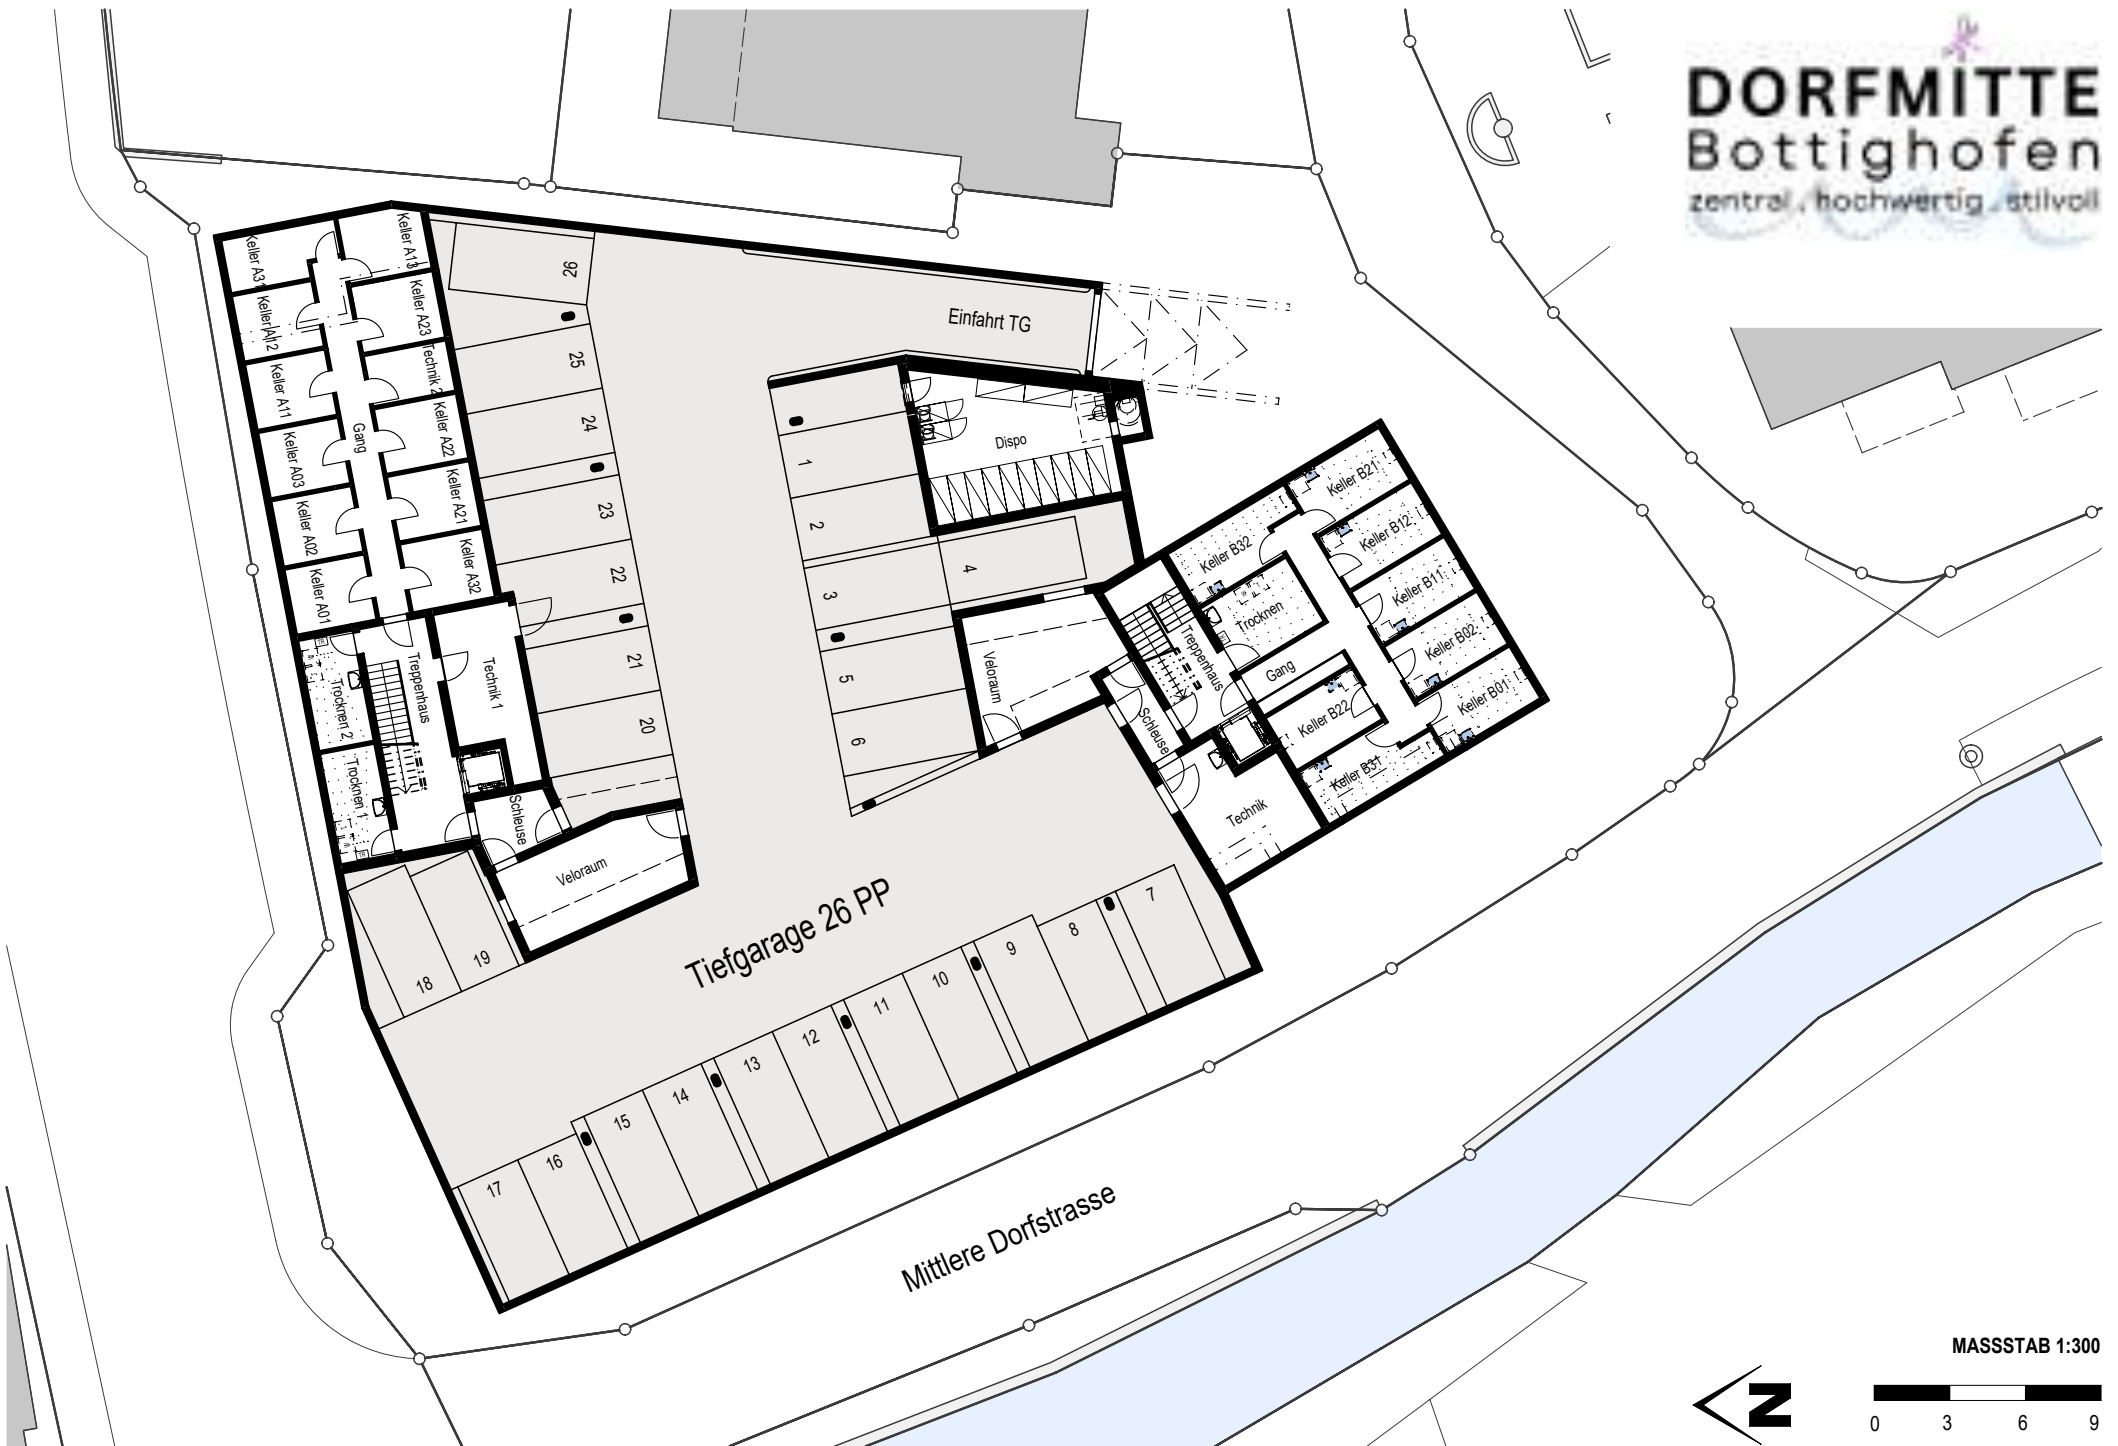 DORFMITTE
Bottighofen
zentral . hochwertig . stilvoll
Keller A31
Keller A13
Keller A12
Keller A23
Keller A11
Technik 2
Gang
Keller A03
Keller A22
Keller A02
Keller A21
Keller A01
Keller A32
Trocknen 2
Treppenhaus
Technik 1
Trocknen 1
Schleuse
Veloraum
26
25
24
23
22
21
20
Einfahrt TG
1
2
3
4
5
6
Dispo
Veloraum
Keller B21
Keller B32
Keller B12
Trocknen
Keller B11
Treppenhaus
Keller B02
Gang
Keller B01
Keller B22
Schleuse
Keller B31
Technik
Tiefgarage 26 PP
18
19
7
8
9
10
11
12
13
14
15
16
17
Mittlere Dorfstrasse
MASSSTAB 1:300
N
0 3 6 9